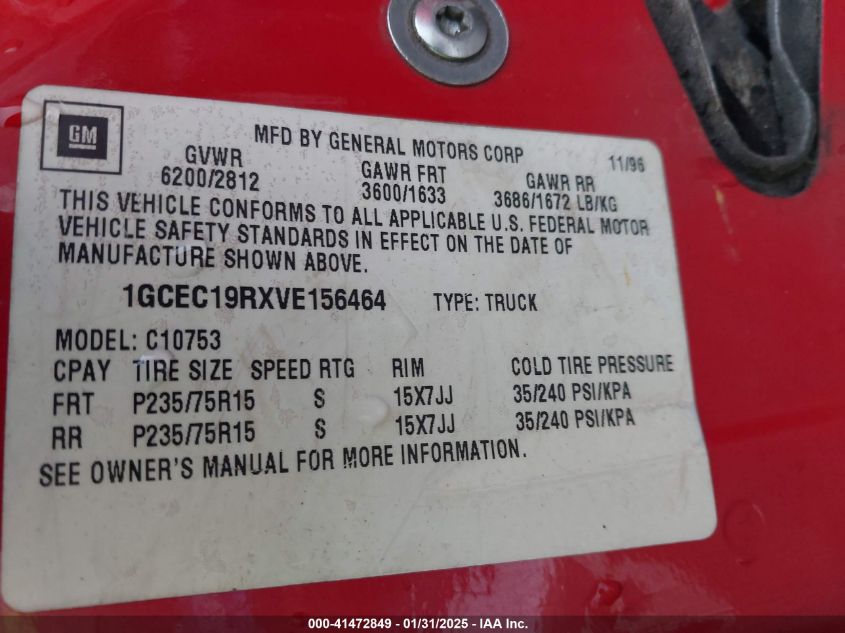 GM
MFD BY GENERAL MOTORS CORP 11/96
GVWR GAWR FRT GAWR RR
6200/2812 3600/1633 3686/1672 LB/KG
THIS VEHICLE CONFORMS TO ALL APPLICABLE U.S. FEDERAL MOTOR
VEHICLE SAFETY STANDARDS IN EFFECT ON THE DATE OF
MANUFACTURE SHOWN ABOVE.
1GCEC19RXVE156464 TYPE: TRUCK
MODEL: C10753
CPAY TIRE SIZE SPEED RTG RIM COLD TIRE PRESSURE
FRT P235/75R15 S 15X7JJ 35/240 PSI/KPA
RR P235/75R15 S 15X7JJ 35/240 PSI/KPA
SEE OWNER'S MANUAL FOR MORE INFORMATION.
000-41472849 - 01/31/2025 - IAA Inc.